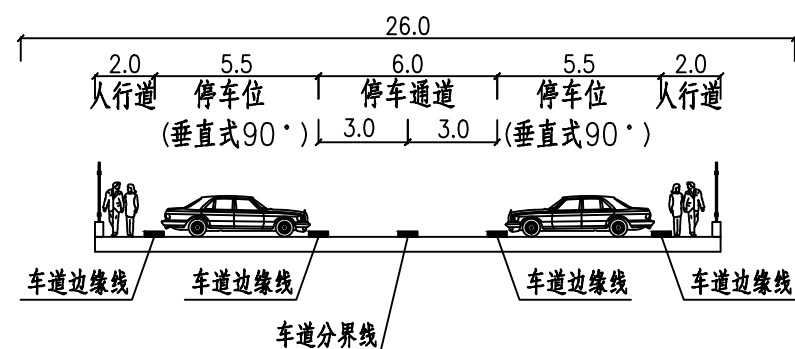 26.0
2.0 5.5 6.0 5.5 2.0
人行道 停车位 停车通道 停车位 人行道
(垂直式90°) 3.0 3.0 (垂直式90°)
车道边缘线 车道边缘线 车道边缘线 车道边缘线
车道分界线